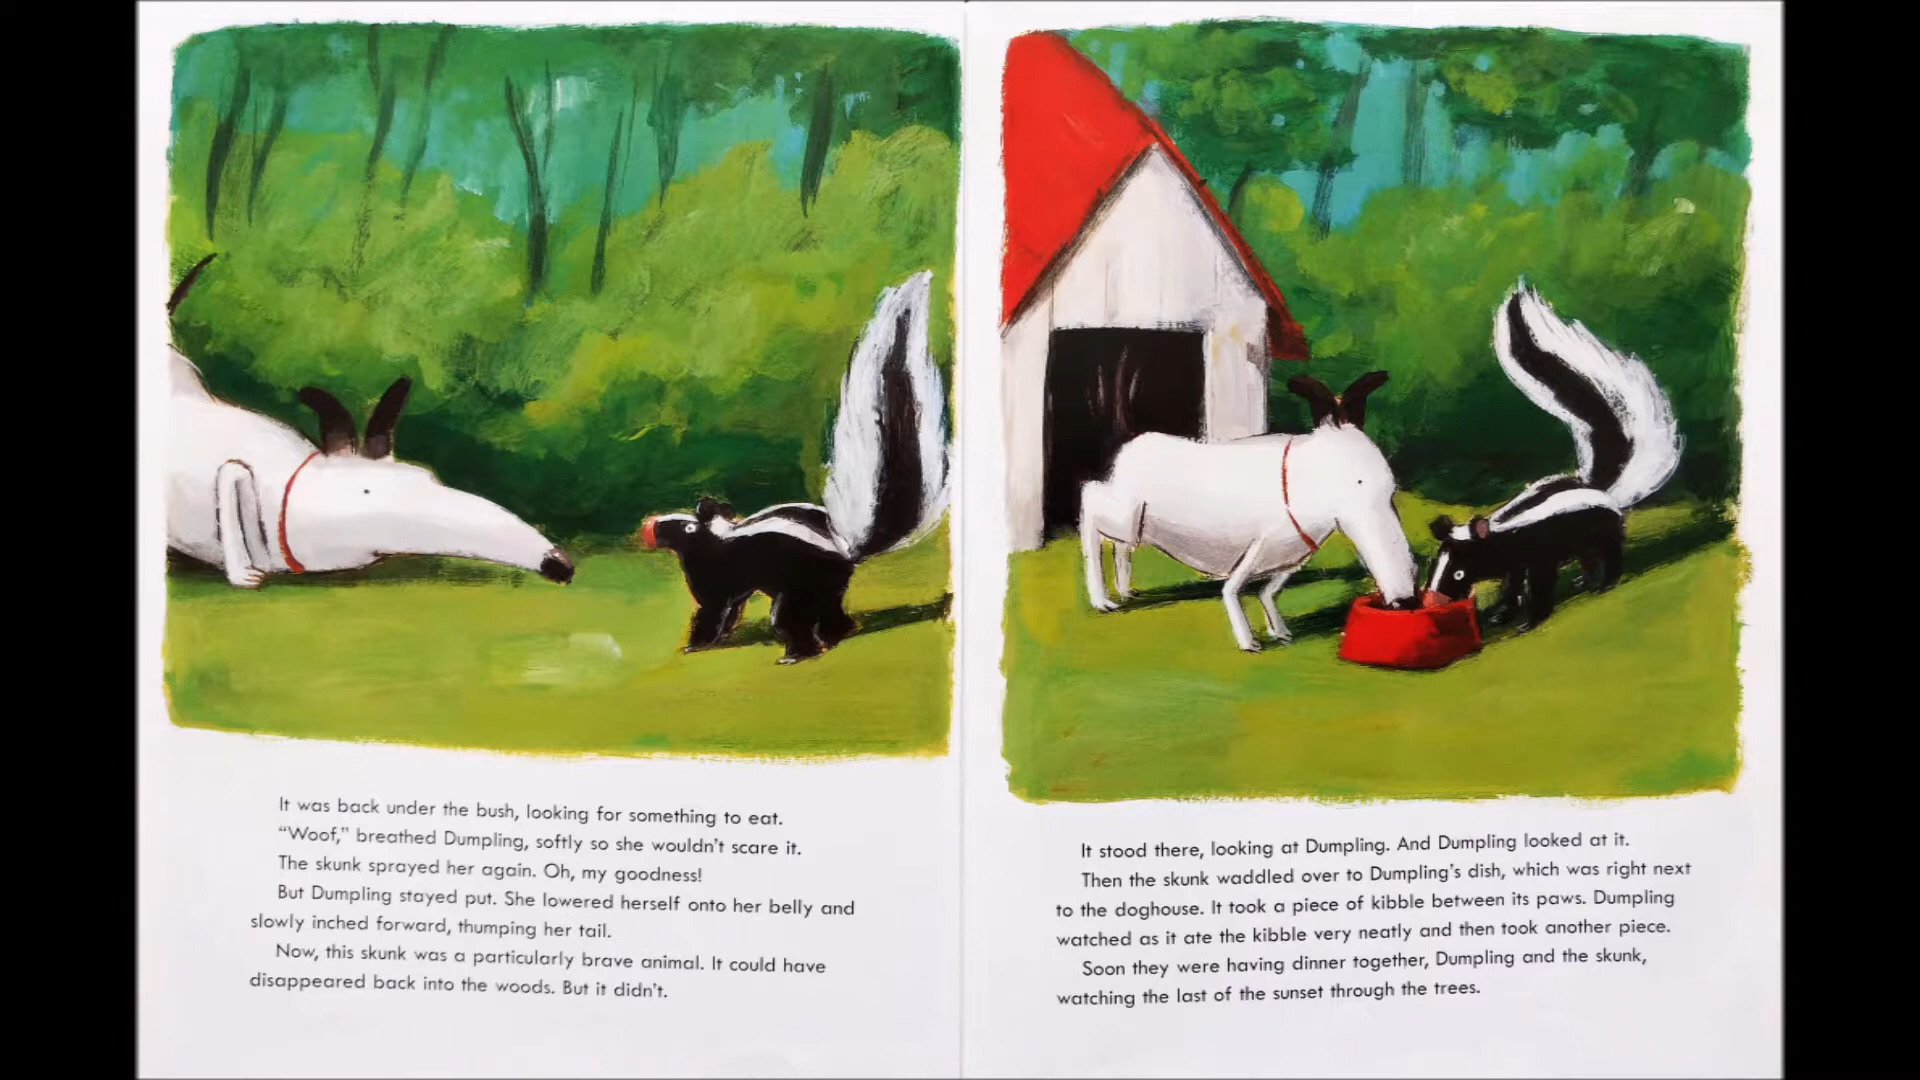 It was back under the bush, looking for something to eat.
“Woof,” breathed Dumpling, softly so she wouldn’t scare it.
The skunk sprayed her again. Oh, my goodness!
But Dumpling stayed put. She lowered herself onto her belly and
slowly inched forward, thumping her tail.
Now, this skunk was a particularly brave animal. It could have
disappeared back into the woods. But it didn’t.
It stood there, looking at Dumpling. And Dumpling looked at it.
Then the skunk waddled over to Dumpling’s dish, which was right next
to the doghouse. It took a piece of kibble between its paws. Dumpling
watched as it ate the kibble very neatly and then took another piece.
Soon they were having dinner together, Dumpling and the skunk,
watching the last of the sunset through the trees.